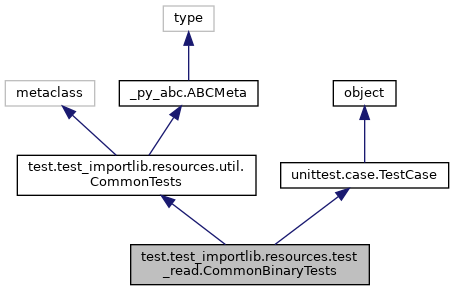 type
metaclass
_py_abc.ABCMeta
object
test.test_importlib.resources.util.
CommonTests
unittest.case.TestCase
test.test_importlib.resources.test
_read.CommonBinaryTests